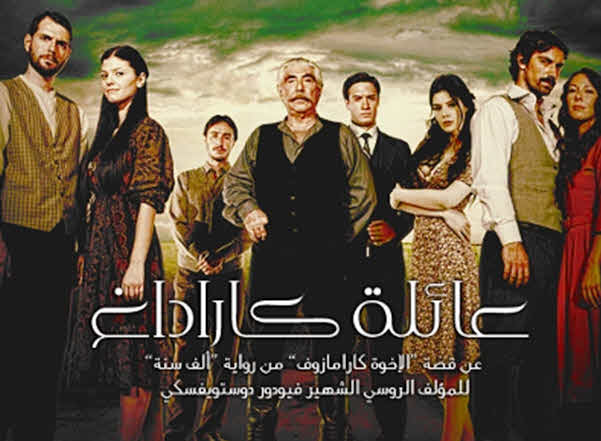 عائلة كاراداغ
عن قصة "الإخوة كارامازوف" من رواية "ألف سنة"
للمؤلف الروسي الشهير فيودور دوستويفسكي